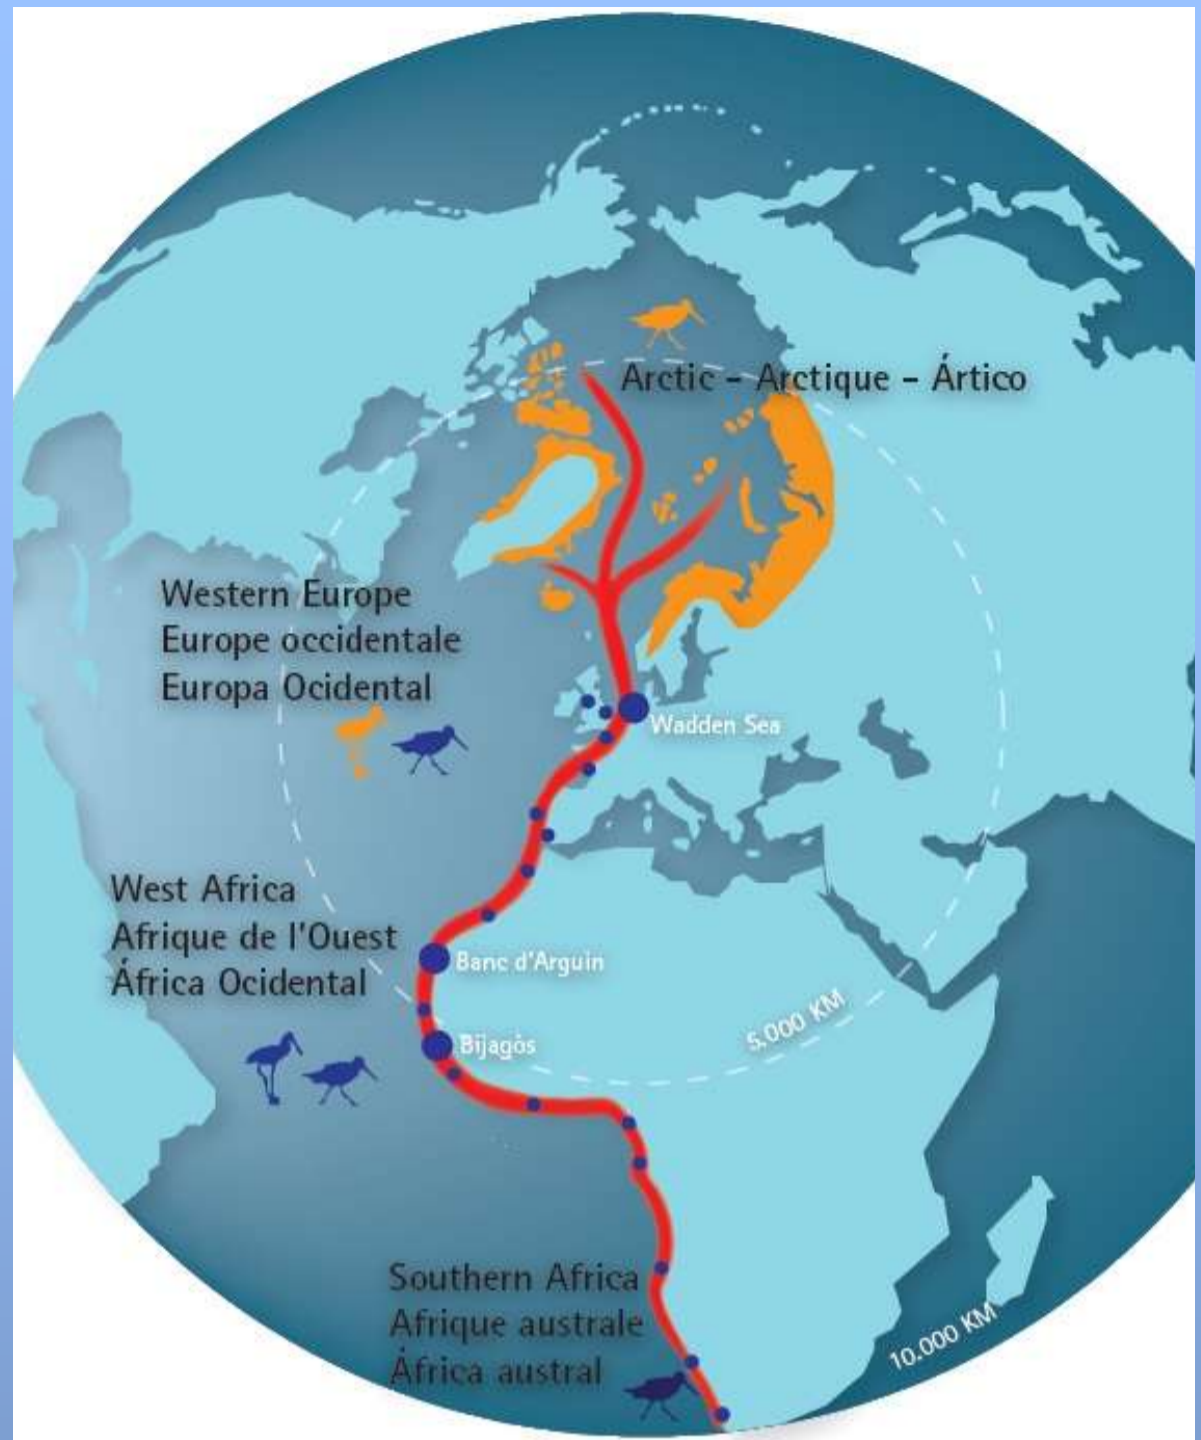 Arctic - Arctique - Ártico
Western Europe
Europe occidentale
Europa Ocidental
Wadden Sea
West Africa
Afrique de l'Ouest
África Ocidental
Banc d'Arguin
5.000 KM
Bijagós
Southern Africa
Afrique australe
África austral
10.000 KM